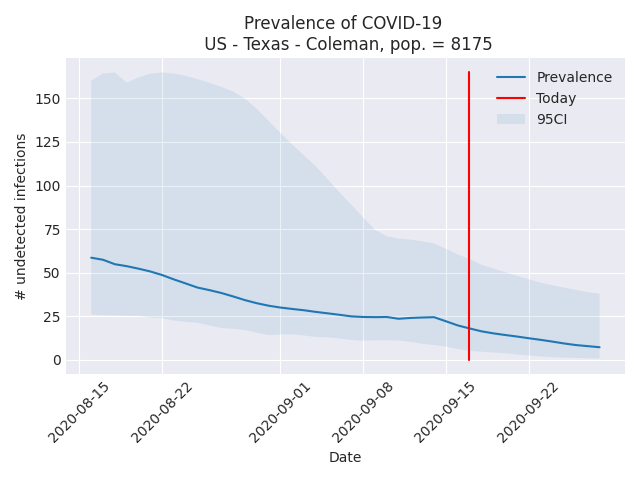 Prevalence of COVID-19
US - Texas - Coleman, pop. = 8175
Prevalence
Today
95CI
# undetected infections
150
125
100
75
50
25
0
2020-08-15
2020-08-22
2020-09-01
2020-09-08
2020-09-15
2020-09-22
Date